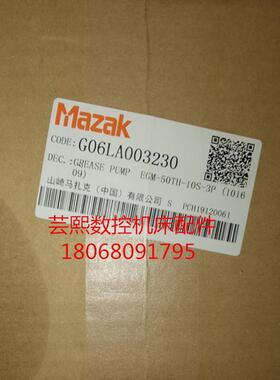 Mazak
CODE: G06LA003230
DEC.: GREASE PUMP EGM-50TH-10S-3P (1016
09)
山崎马扎克（中国）有限公司 S PCH19120061
芸熙数控机床配件
18068091795